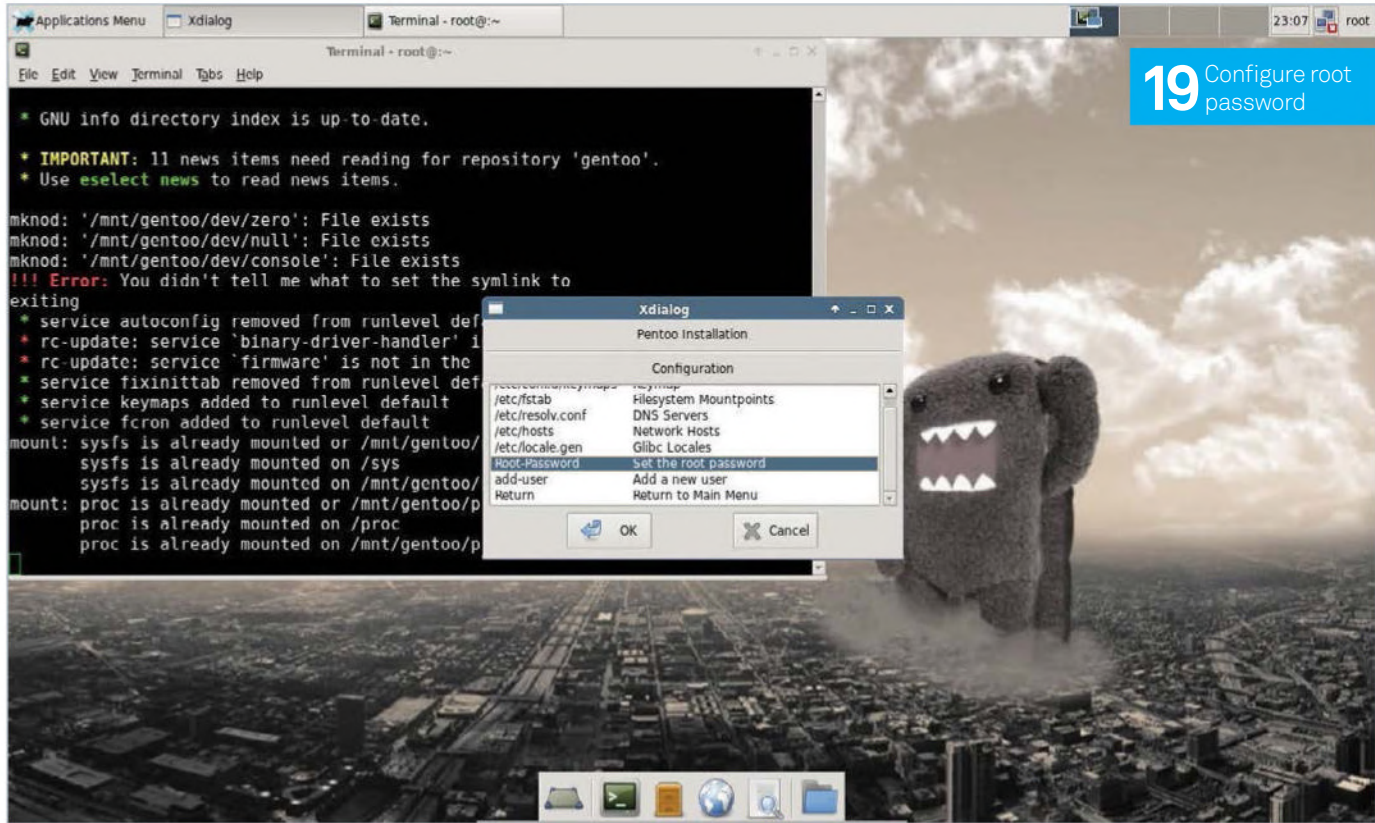 Applications Menu
Xdialog
Terminal - root@:~
23:07
root
Terminal - root@:~
File Edit View Terminal Tabs Help
* GNU info directory index is up-to-date.
* IMPORTANT: 11 news items need reading for repository 'gentoo'.
* Use eselect news to read news items.
mknod: '/mnt/gentoo/dev/zero': File exists
mknod: '/mnt/gentoo/dev/null': File exists
mknod: '/mnt/gentoo/dev/console': File exists
!!! Error: You didn't tell me what to set the symlink to
exiting
* service autoconfig removed from runlevel def
* rc-update: service `binary-driver-handler' i
* rc-update: service `firmware' is not in the
* service fixinittab removed from runlevel def
* service keymaps added to runlevel default
* service fcron added to runlevel default
mount: sysfs is already mounted or /mnt/gentoo/
sysfs is already mounted on /sys
sysfs is already mounted on /mnt/gentoo/
mount: proc is already mounted or /mnt/gentoo/p
proc is already mounted on /proc
proc is already mounted on /mnt/gentoo/p
Xdialog
Pentoo Installation
Configuration
/etc/conf.d/keymaps Keymap
/etc/fstab Filesystem Mountpoints
/etc/resolv.conf DNS Servers
/etc/hosts Network Hosts
/etc/locale.gen Glibc Locales
Root-Password Set the root password
add-user Add a new user
Return Return to Main Menu
OK
Cancel
19 Configure root
password